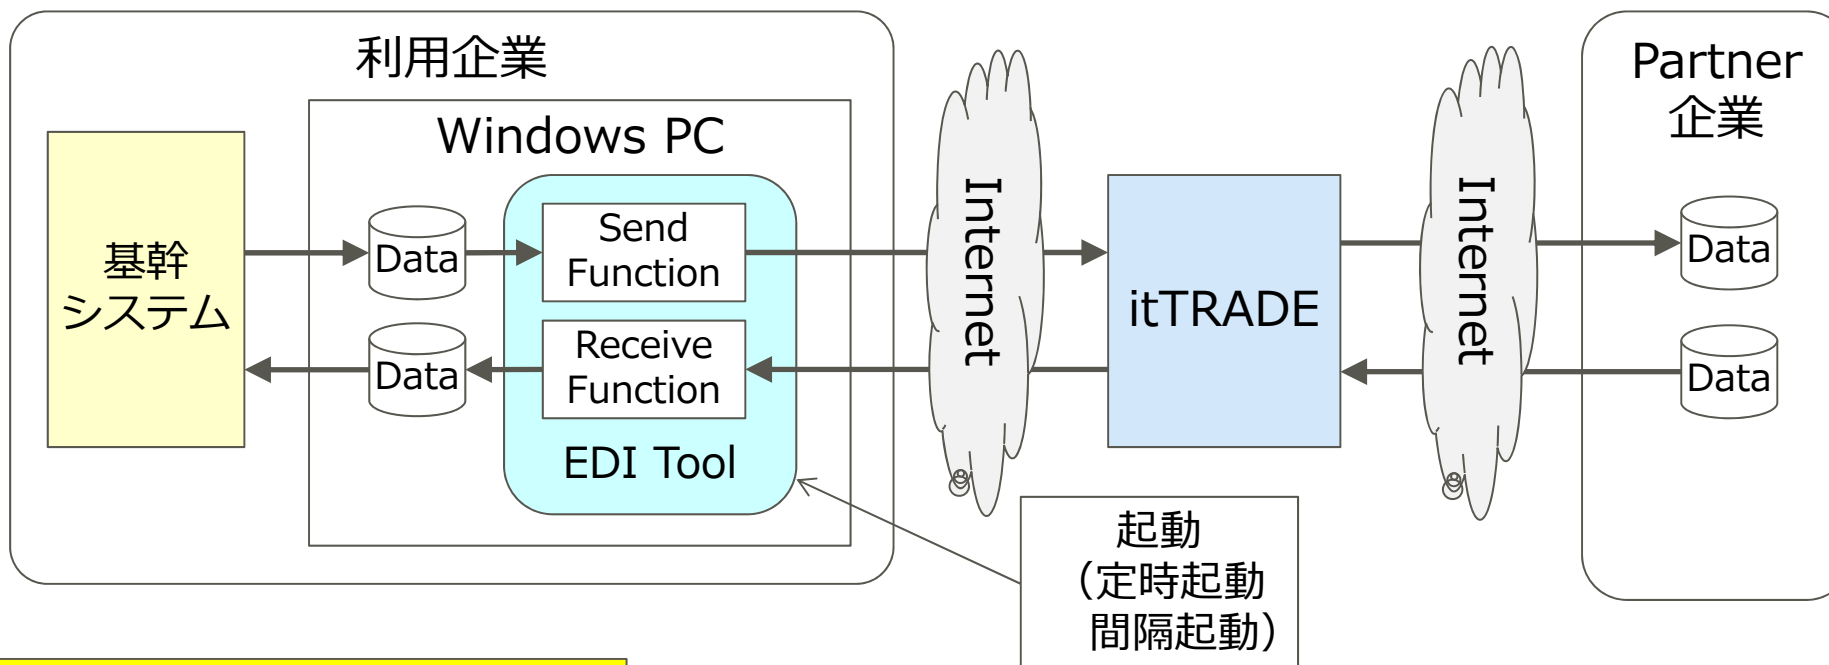 利用企業
Windows PC
基幹
システム
Data
Data
Send
Function
Receive
Function
EDI Tool
Internet
itTRADE
Internet
Partner
企業
Data
Data
起動
（定時起動
間隔起動）